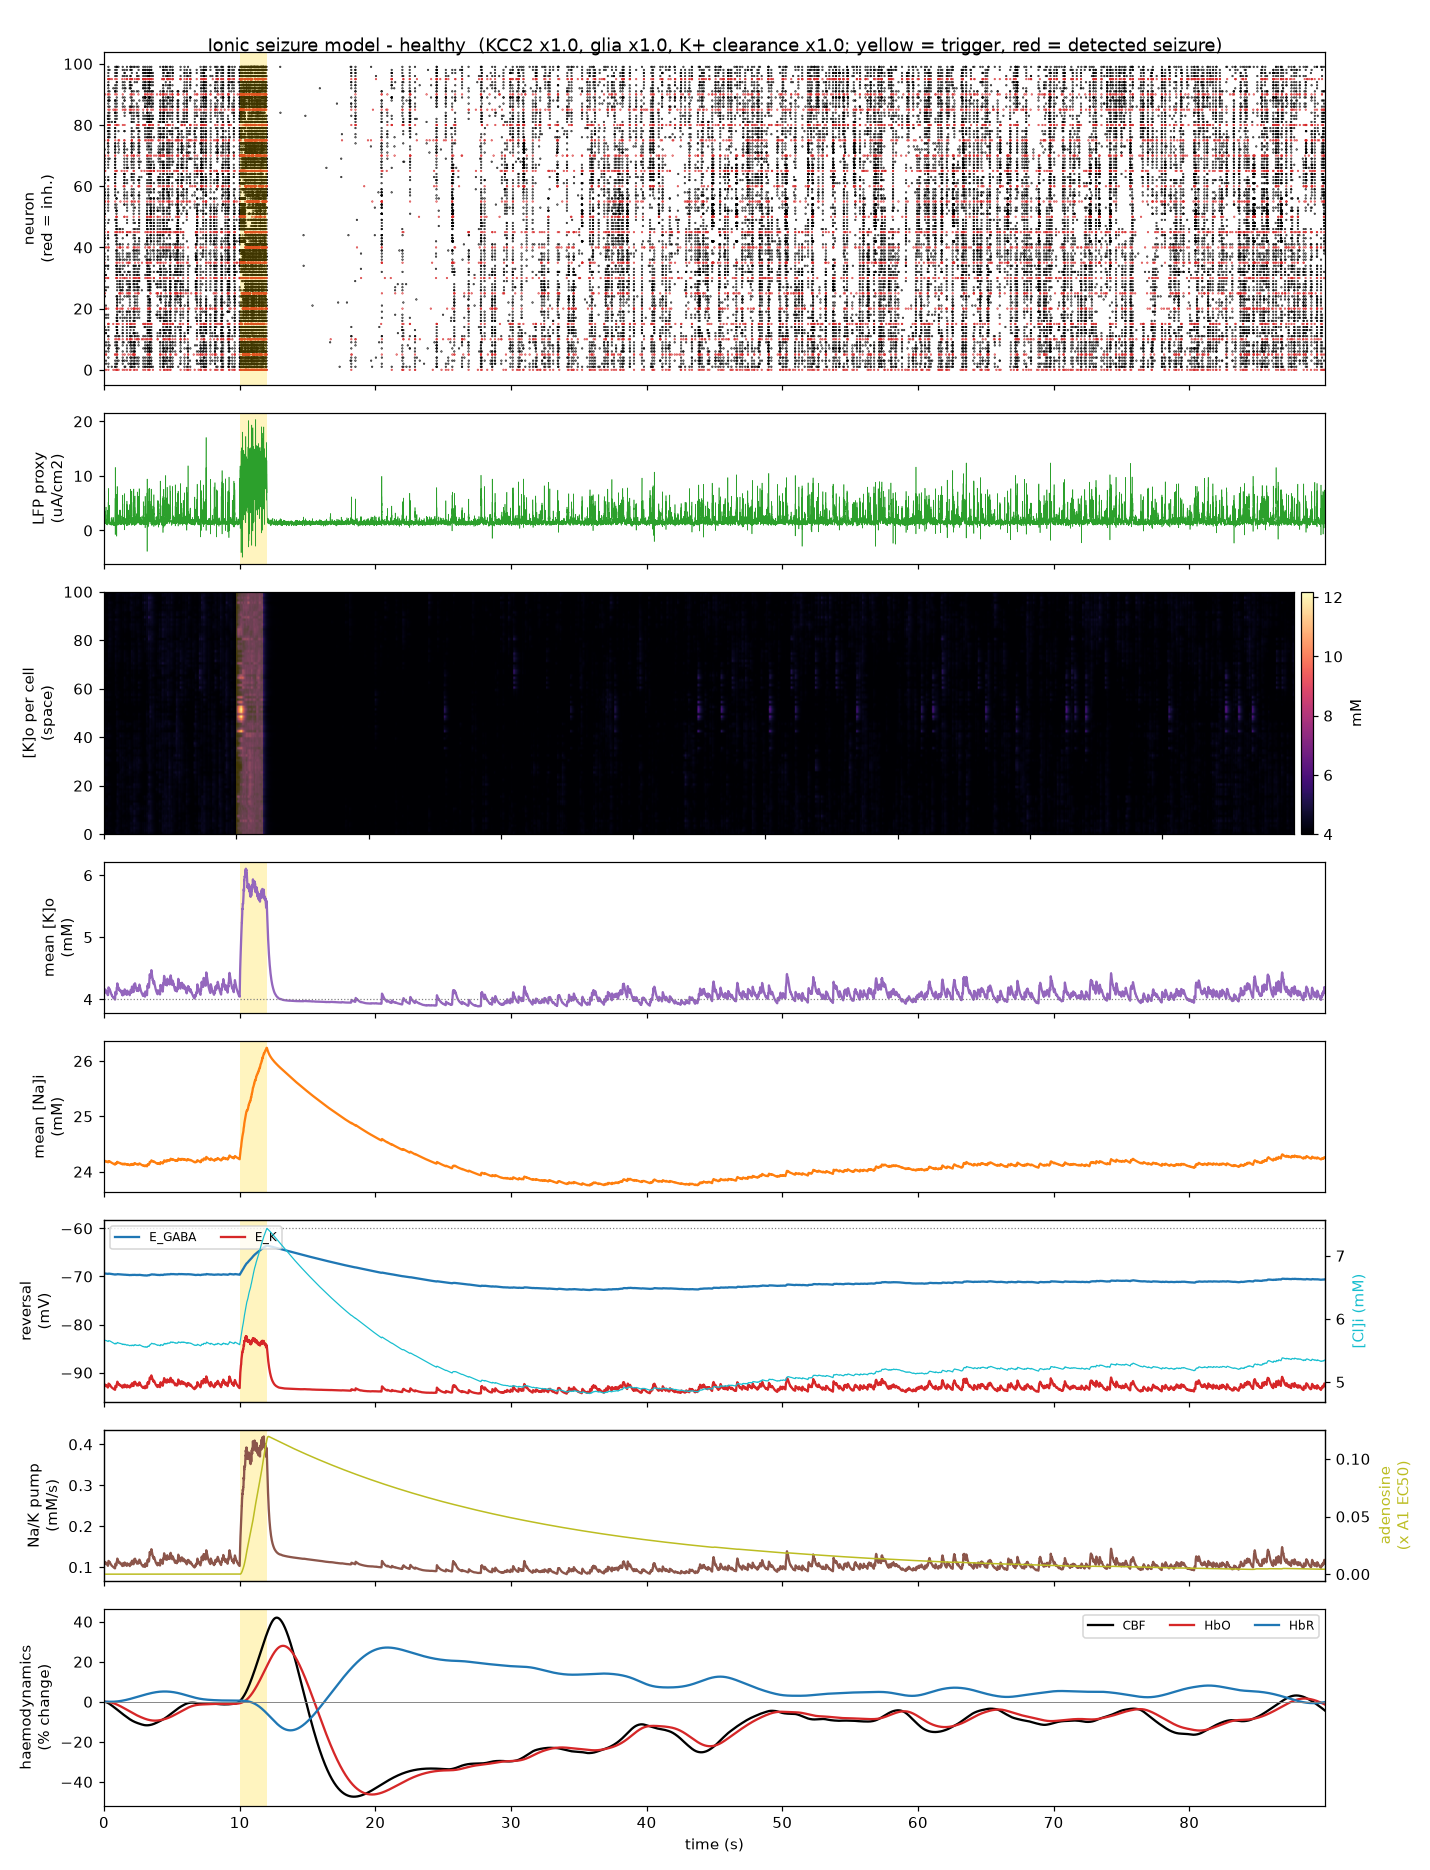 Ionic seizure model - healthy  (KCC2 x1.0, glia x1.0, K+ clearance x1.0; yellow = trigger, red = detected seizure)
100
80
60
40
20
0
neuron
(red = inh.)
20
10
0
LFP proxy
(uA/cm2)
100
80
60
40
20
0
[K]o per cell
(space)
12
10
8
6
4
mM
6
5
4
mean [K]o
(mM)
26
25
24
mean [Na]i
(mM)
−60
−70
−80
−90
reversal
(mV)
E_GABA
E_K
7
6
5
[Cl]i (mM)
0.4
0.3
0.2
0.1
Na/K pump
(mM/s)
0.10
0.05
0.00
adenosine
(x A1 EC50)
40
20
0
−20
−40
haemodynamics
(% change)
CBF
HbO
HbR
0 10 20 30 40 50 60 70 80
time (s)